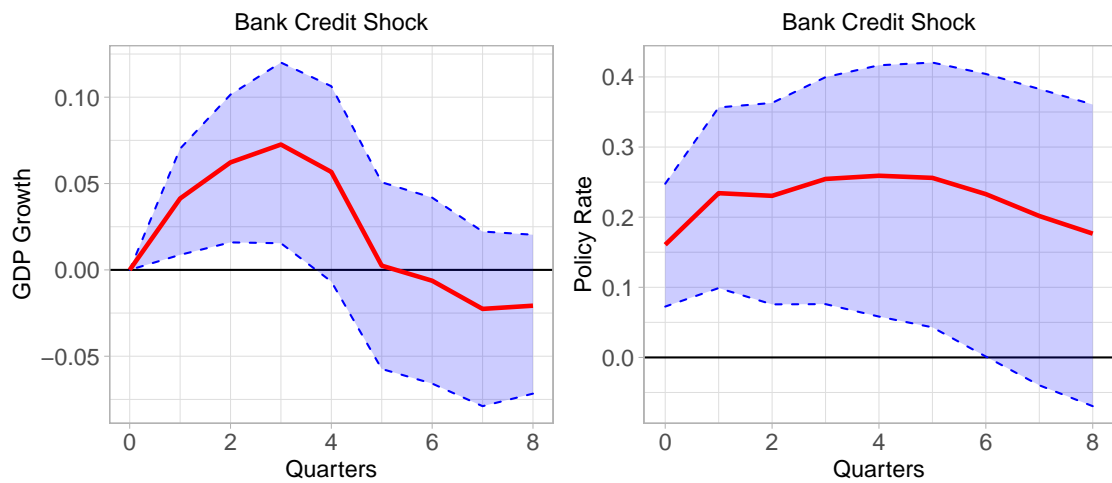 Bank Credit Shock
GDP Growth
0.10
0.05
0.00
−0.05
0 2 4 6 8
Quarters
Bank Credit Shock
Policy Rate
0.4
0.3
0.2
0.1
0.0
0 2 4 6 8
Quarters